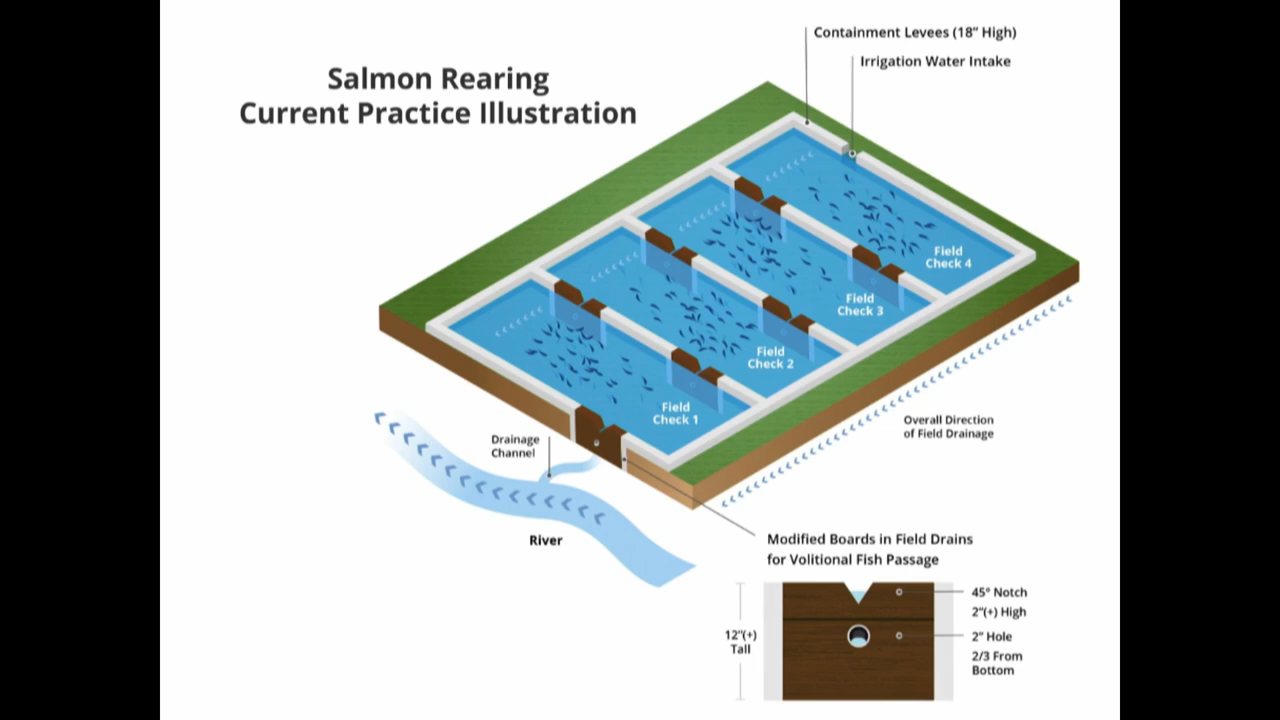 Containment Levees (18” High)
Irrigation Water Intake
Salmon Rearing
Current Practice Illustration
Field
Check 4
Field
Check 3
Field
Check 2
Field
Check 1
Overall Direction
of Field Drainage
Drainage
Channel
River
Modified Boards in Field Drains
for Volitional Fish Passage
45° Notch
2”(+) High
12”(+)
Tall
2” Hole
2/3 From
Bottom